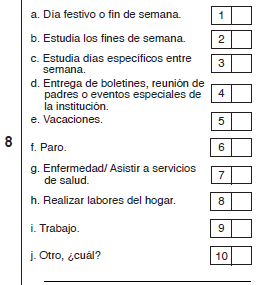 a. Día festivo o fin de semana. 1
b. Estudia los fines de semana. 2
c. Estudia días específicos entre
semana. 3
d. Entrega de boletines, reunión de
padres o eventos especiales de
la institución. 4
e. Vacaciones. 5
8
f. Paro. 6
g. Enfermedad/ Asistir a servicios
de salud. 7
h. Realizar labores del hogar. 8
i. Trabajo. 9
j. Otro, ¿cuál? 10